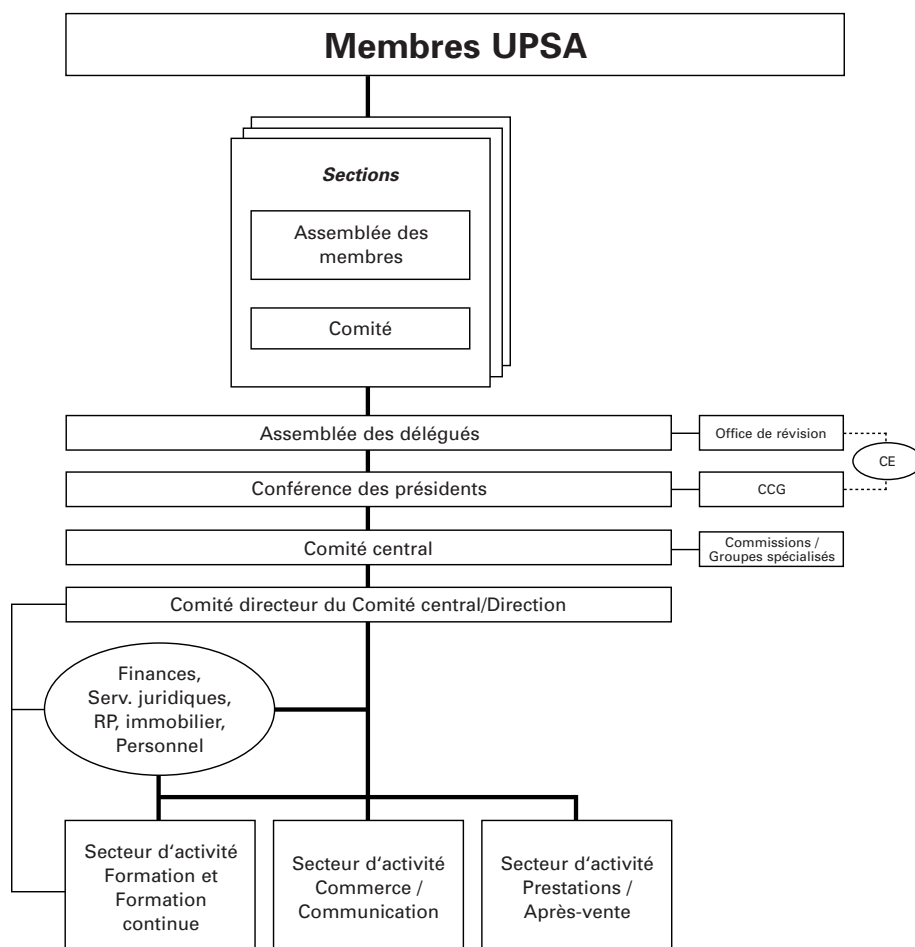 Membres UPSA
Sections
Assemblée des
membres
Comité
Assemblée des délégués
Office de révision
CE
Conférence des présidents
CCG
Comité central
Commissions /
Groupes spécialisés
Comité directeur du Comité central/Direction
Finances,
Serv. juridiques,
RP, immobilier,
Personnel
Secteur d‘activité
Formation et
Formation
continue
Secteur d‘activité
Commerce /
Communication
Secteur d‘activité
Prestations /
Après-vente